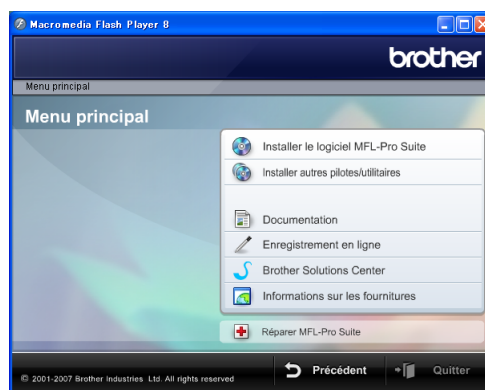 Macromedia Flash Player 8
brother
Menu principal
Menu principal
Installer le logiciel MFL-Pro Suite
Installer autres pilotes/utilitaires
Documentation
Enregistrement en ligne
Brother Solutions Center
Informations sur les fournitures
Réparer MFL-Pro Suite
© 2001-2007 Brother Industries Ltd. All rights reserved
Précédent
Quitter